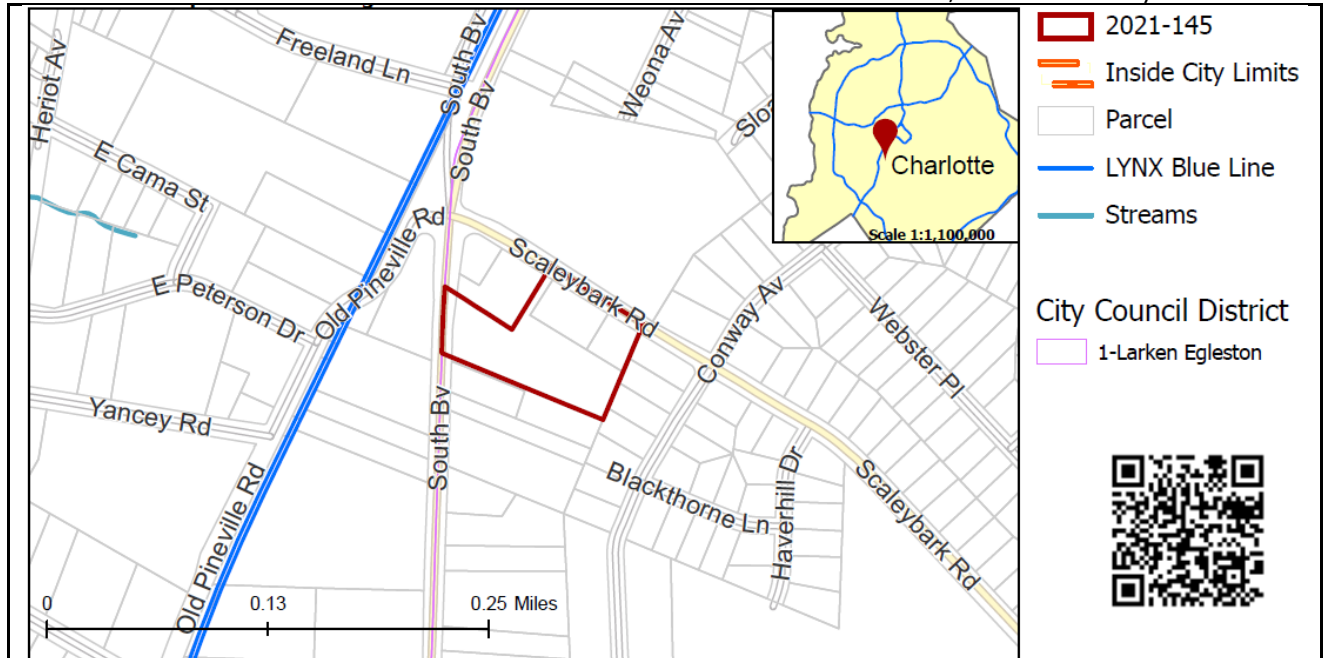 Freeland Ln
South Bv
South Bv
Weona Av
Heriot Av
E Cama St
Charlotte
Scale 1:1,100,000
Old Pineville Rd
Scaleybark Rd
E Peterson Dr
Conway Av
Webster Pl
Yancey Rd
South Bv
Blackthorne Ln
Haverhill Dr
Scaleybark Rd
Old Pineville Rd
0 0.13 0.25 Miles
2021-145
Inside City Limits
Parcel
LYNX Blue Line
Streams
City Council District
1-Larken Egleston